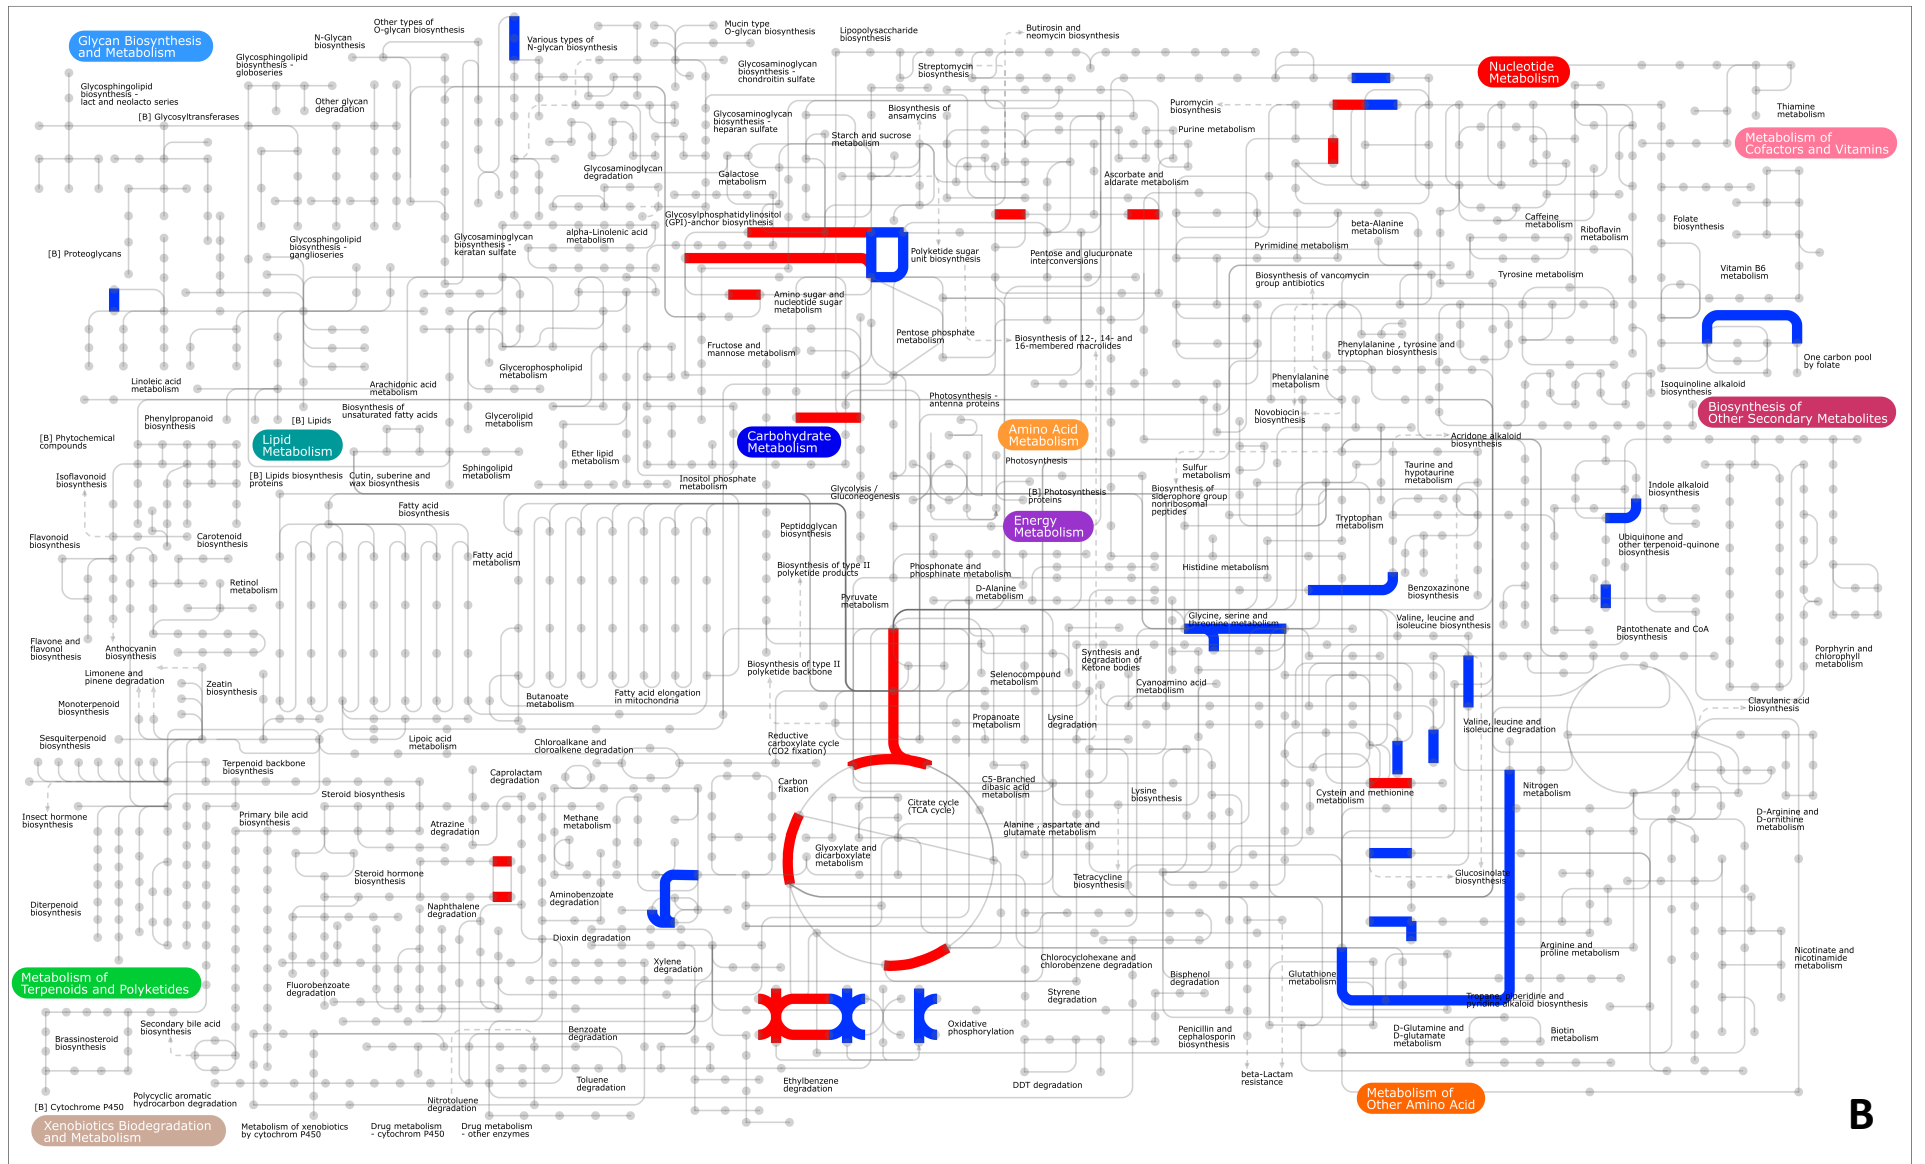 Glycan Biosynthesis
and Metabolism
Other types of
O-glycan biosynthesis
N-Glycan
biosynthesis
Various types of
N-glycan biosynthesis
Mucin type
O-glycan biosynthesis
Lipopolysaccharide
biosynthesis
Butirosin and
neomycin biosynthesis
Nucleotide
Metabolism
Glycosphingolipid
biosynthesis -
globoseries
Glycosaminoglycan
biosynthesis -
chondroitin sulfate
Streptomycin
biosynthesis
Glycosphingolipid
biosynthesis -
lact and neolacto series
Other glycan
degradation
[B] Glycosyltransferases
Glycosaminoglycan
biosynthesis -
heparan sulfate
Biosynthesis of
ansamycins
Puromycin
biosynthesis
Thiamine
metabolism
Starch and sucrose
metabolism
Purine metabolism
Metabolism of
Cofactors and Vitamins
Glycosaminoglycan
degradation
Galactose
metabolism
Ascorbate and
aldarate metabolism
Glycosylphosphatidylinositol
(GPI)-anchor biosynthesis
beta-Alanine
metabolism
Caffeine
metabolism
Riboflavin
metabolism
Folate
biosynthesis
[B] Proteoglycans
Glycosphingolipid
biosynthesis -
ganglioseries
Glycosaminoglycan
biosynthesis -
keratan sulfate
alpha-Linolenic acid
metabolism
Polyketide sugar
unit biosynthesis
Pentose and glucuronate
interconversions
Pyrimidine metabolism
Biosynthesis of vancomycin
group antibiotics
Tyrosine metabolism
Vitamin B6
metabolism
Amino sugar and
nucleotide sugar
metabolism
Pentose phosphate
metabolism
Biosynthesis of 12-, 14- and
16-membered macrolides
Fructose and
mannose metabolism
Phenylalanine , tyrosine and
tryptophan biosynthesis
One carbon pool
by folate
Linoleic acid
metabolism
Arachidonic acid
metabolism
Glycerophospholipid
metabolism
Phenylalanine
metabolism
Isoquinoline alkaloid
biosynthesis
Phenylpropanoid
biosynthesis
[B] Lipids
Biosynthesis of
unsaturated fatty acids
Glycerolipid
metabolism
Photosynthesis -
antenna proteins
Novobiocin
biosynthesis
Biosynthesis of
Other Secondary Metabolites
[B] Phytochemical
compounds
Lipid
Metabolism
Carbohydrate
Metabolism
Amino Acid
Metabolism
Acridone alkaloid
biosynthesis
Isoflavonoid
biosynthesis
[B] Lipids biosynthesis
proteins
Cutin, suberine and
wax biosynthesis
Sphingolipid
metabolism
Ether lipid
metabolism
Inositol phosphate
metabolism
Glycolysis /
Gluconeogenesis
Photosynthesis
[B] Photosynthesis
proteins
Sulfur
metabolism
Biosynthesis of
siderophore group
nonribosomal
peptides
Taurine and
hypotaurine
metabolism
Indole alkaloid
biosynthesis
Fatty acid
biosynthesis
Peptidoglycan
biosynthesis
Energy
Metabolism
Tryptophan
metabolism
Flavonoid
biosynthesis
Carotenoid
biosynthesis
Fatty acid
metabolism
Ubiquinone and
other terpenoid-quinone
biosynthesis
Retinol
metabolism
Biosynthesis of type II
polyketide products
Phosphonate and
phosphinate metabolism
Histidine metabolism
Pyruvate
metabolism
D-Alanine
metabolism
Benzoxazinone
biosynthesis
Flavone and
flavonol
biosynthesis
Anthocyanin
biosynthesis
Glycine, serine and
threonine metabolism
Valine, leucine and
isoleucine biosynthesis
Pantothenate and CoA
biosynthesis
Limonene and
pinene degradation
Zeatin
biosynthesis
Biosynthesis of type II
polyketide backbone
Selenocompound
metabolism
Synthesis and
degradation of
Ketone bodies
Cyanoamino acid
metabolism
Porphyrin and
chlorophyll
metabolism
Monoterpenoid
biosynthesis
Butanoate
metabolism
Fatty acid elongation
in mitochondria
Propanoate
metabolism
Lysine
degradation
Valine, leucine and
isoleucine degradation
Clavulanic acid
biosynthesis
Sesquiterpenoid
biosynthesis
Lipoic acid
metabolism
Chloroalkane and
cloroalkene degradation
Reductive
carboxylate cycle
(CO2 fixation)
Terpenoid backbone
biosynthesis
Caprolactam
degradation
Carbon
fixation
C5-Branched
dibasic acid
metabolism
Lysine
biosynthesis
Cystein and methionine
metabolism
Nitrogen
metabolism
Steroid biosynthesis
Citrate cycle
(TCA cycle)
Insect hormone
biosynthesis
Primary bile acid
biosynthesis
Atrazine
degradation
Methane
metabolism
Alanine , aspartate and
glutamate metabolism
D-Arginine and
D-ornithine
metabolism
Steroid hormone
biosynthesis
Glyoxylate and
dicarboxylate
metabolism
Tetracycline
biosynthesis
Glucosinolate
biosynthesis
Diterpenoid
biosynthesis
Naphthalene
degradation
Aminobenzoate
degradation
Dioxin degradation
Xylene
degradation
Chlorocyclohexane and
chlorobenzene degradation
Arginine and
proline metabolism
Nicotinate and
nicotinamide
metabolism
Metabolism of
Terpenoids and Polyketides
Fluorobenzoate
degradation
Styrene
degradation
Bisphenol
degradation
Glutathione
metabolism
Tropane, piperidine and
pyridine alkaloid biosynthesis
Brassinosteroid
biosynthesis
Secondary bile acid
biosynthesis
Benzoate
degradation
Oxidative
phosphorylation
Penicillin and
cephalosporin
biosynthesis
D-Glutamine and
D-glutamate
metabolism
Biotin
metabolism
Toluene
degradation
Ethylbenzene
degradation
DDT degradation
beta-Lactam
resistance
[B] Cytochrome P450
Polycyclic aromatic
hydrocarbon degradation
Nitrotoluene
degradation
Metabolism of
Other Amino Acid
Xenobiotics Biodegradation
and Metabolism
Metabolism of xenobiotics
by cytochrom P450
Drug metabolism
- cytochrom P450
Drug metabolism
- other enzymes
B